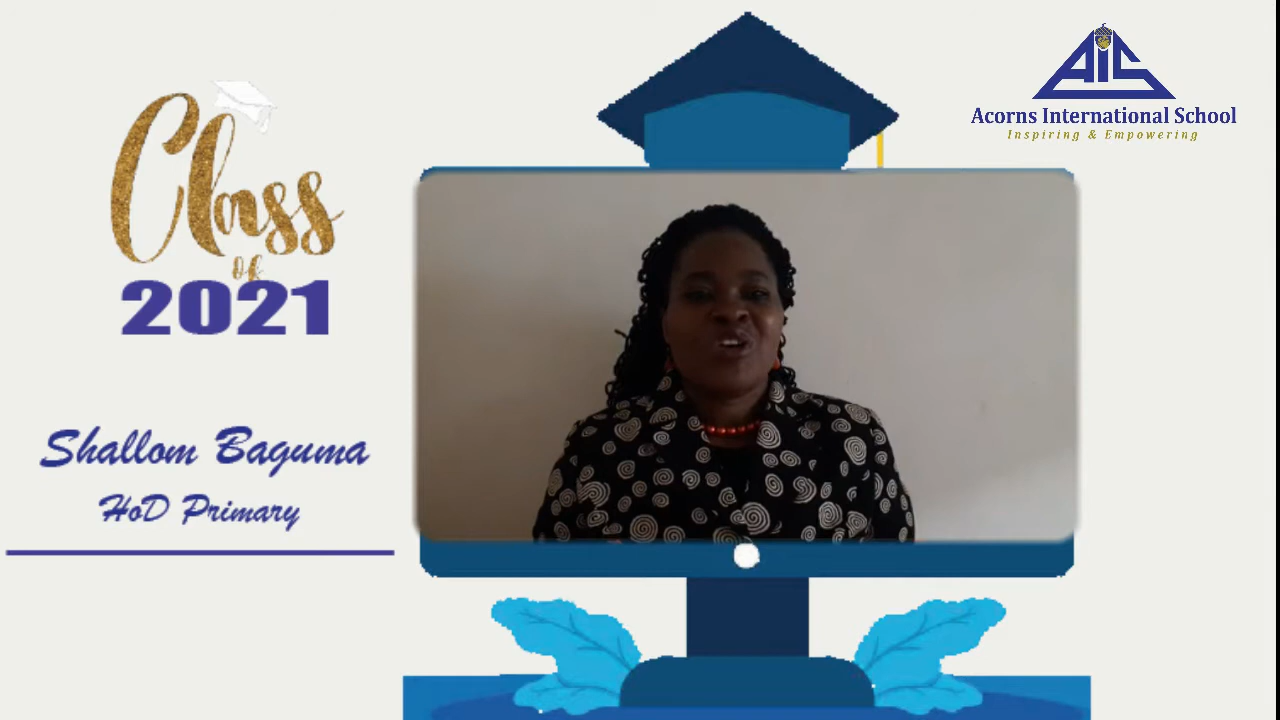 Class
of
2021
Shallom Baguma
HoD Primary
AIS
Acorns International School
Inspiring & Empowering